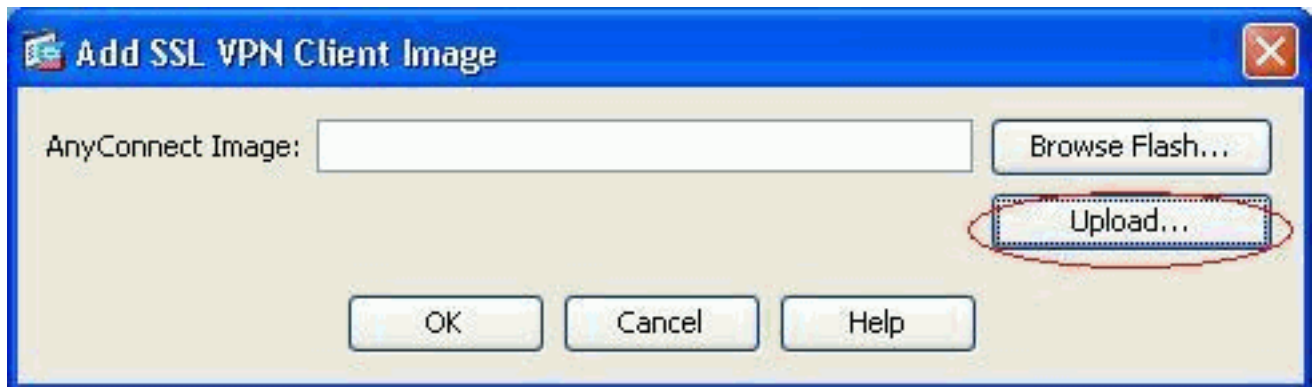 Add SSL VPN Client Image
AnyConnect Image:
Browse Flash...
Upload...
OK
Cancel
Help